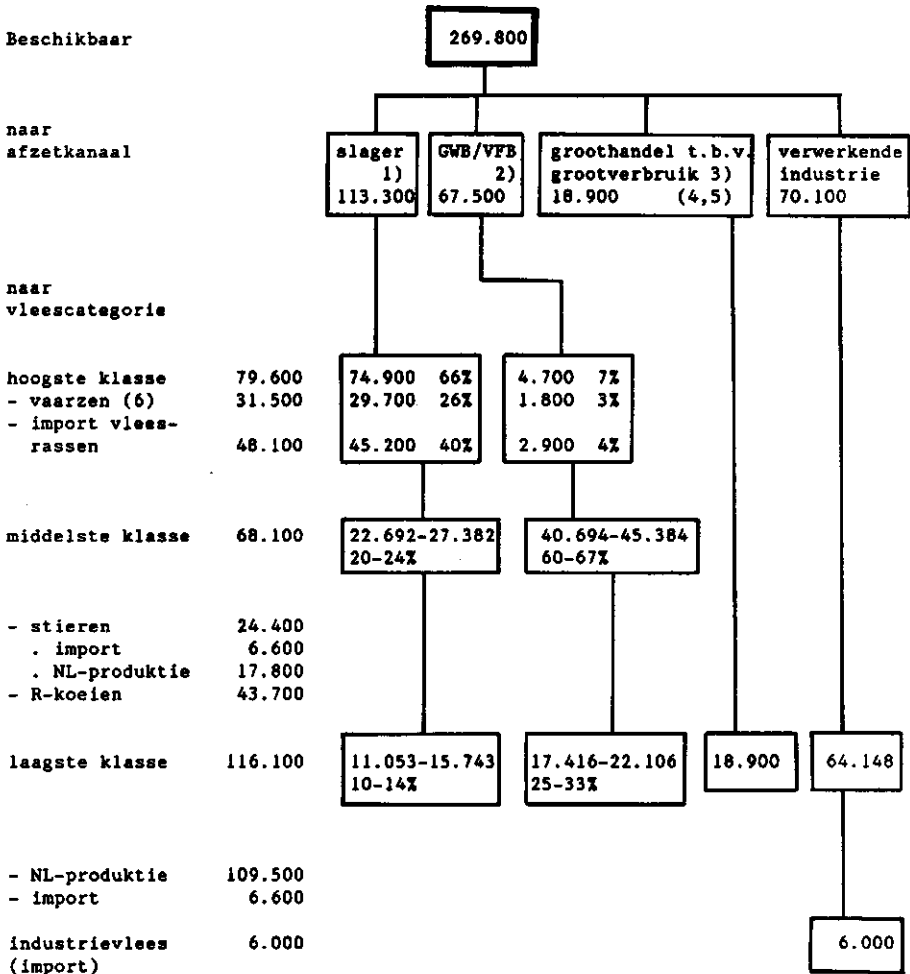 Beschikbaar 269.800
naar
afzetkanaal
slager
1)
113.300
GWB/VFB
2)
67.500
groothandel t.b.v.
grootverbruik 3)
18.900 (4,5)
verwerkende
industrie
70.100
naar
vleescategorie
hoogste klasse 79.600 74.900 66% 4.700 7%
- vaarzen (6) 31.500 29.700 26% 1.800 3%
- import vlees-
rassen 48.100 45.200 40% 2.900 4%
middelste klasse 68.100 22.692-27.382 40.694-45.384
20-24% 60-67%
- stieren 24.400
. import 6.600
. NL-produktie 17.800
- R-koeien 43.700
laagste klasse 116.100 11.053-15.743 17.416-22.106 18.900 64.148
10-14% 25-33%
- NL-produktie 109.500
- import 6.600
industrievlees 6.000 6.000
(import)